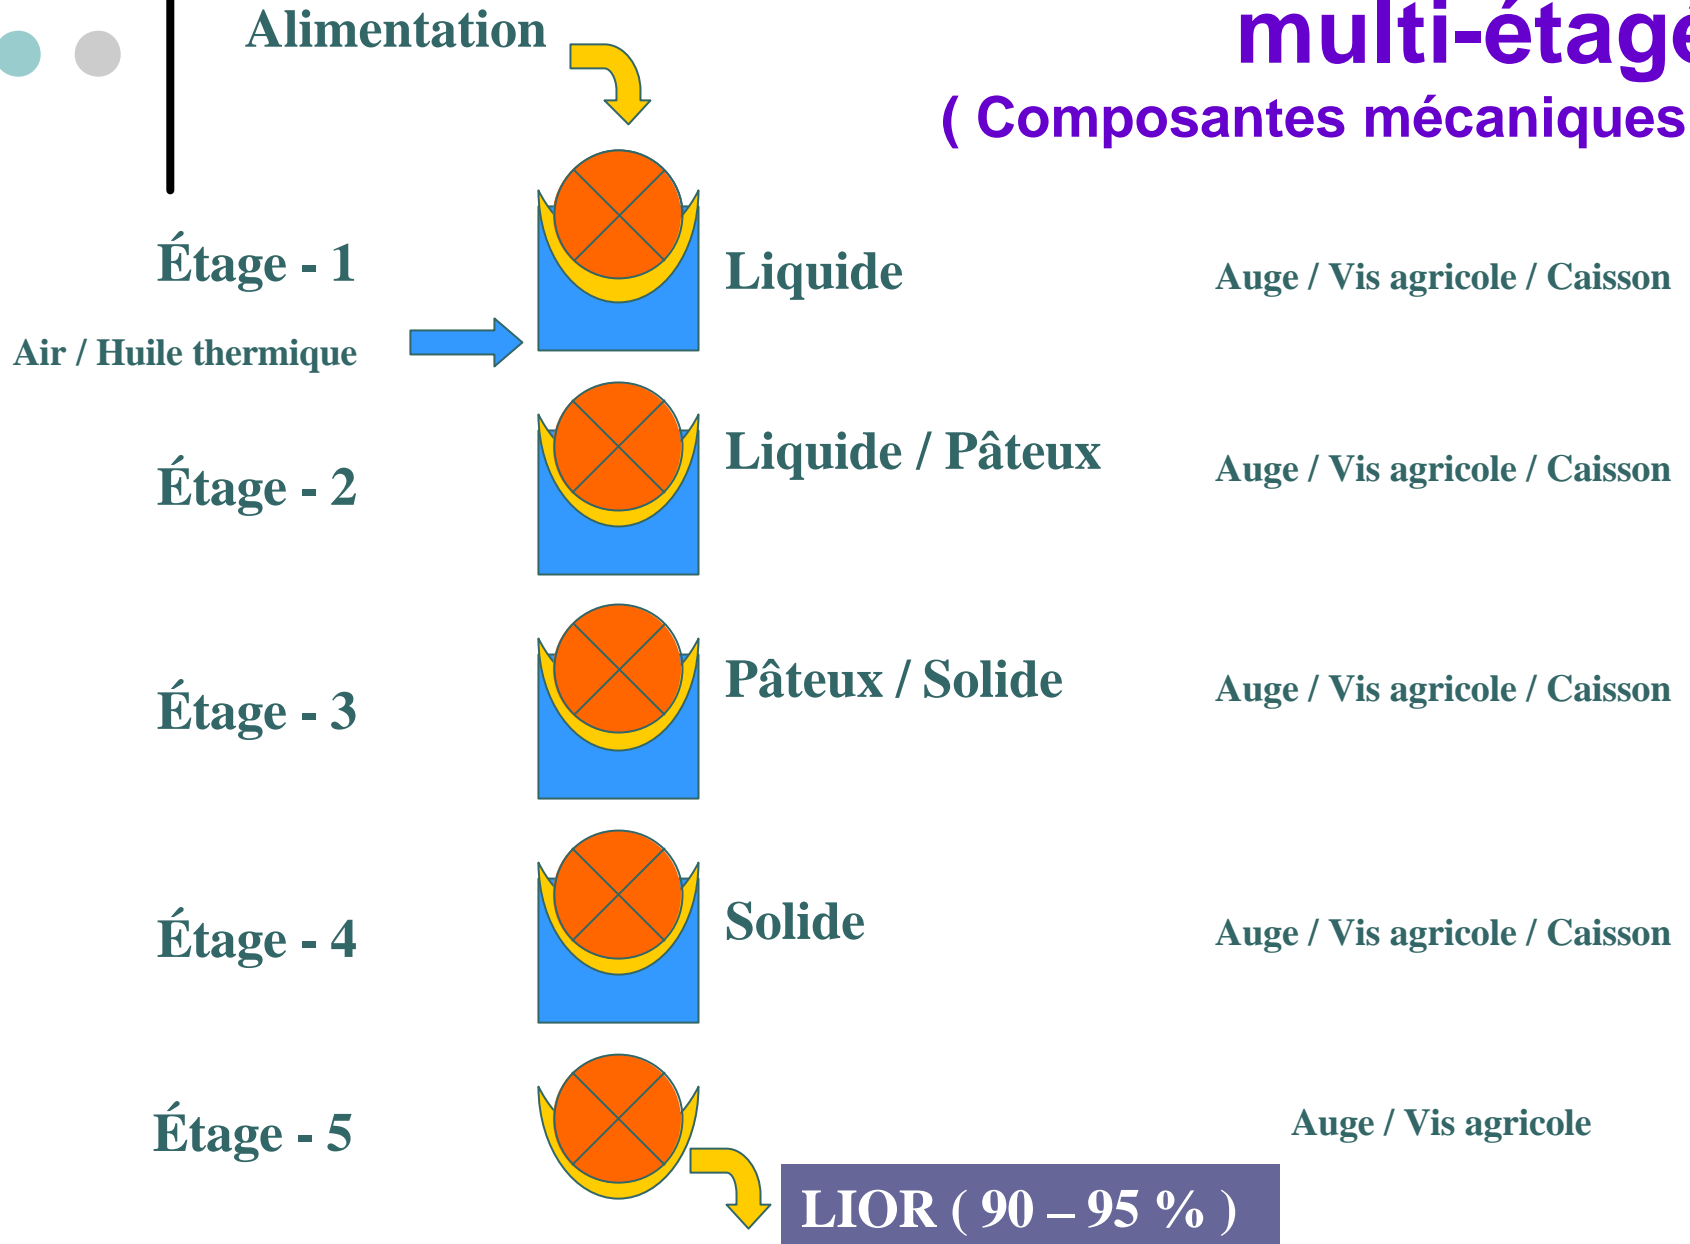 Alimentation
multi-étagé
( Composantes mécaniques
Étage - 1
Liquide
Auge / Vis agricole / Caisson
Air / Huile thermique
Étage - 2
Liquide / Pâteux
Auge / Vis agricole / Caisson
Étage - 3
Pâteux / Solide
Auge / Vis agricole / Caisson
Étage - 4
Solide
Auge / Vis agricole / Caisson
Étage - 5
Auge / Vis agricole
LIOR ( 90 – 95 % )